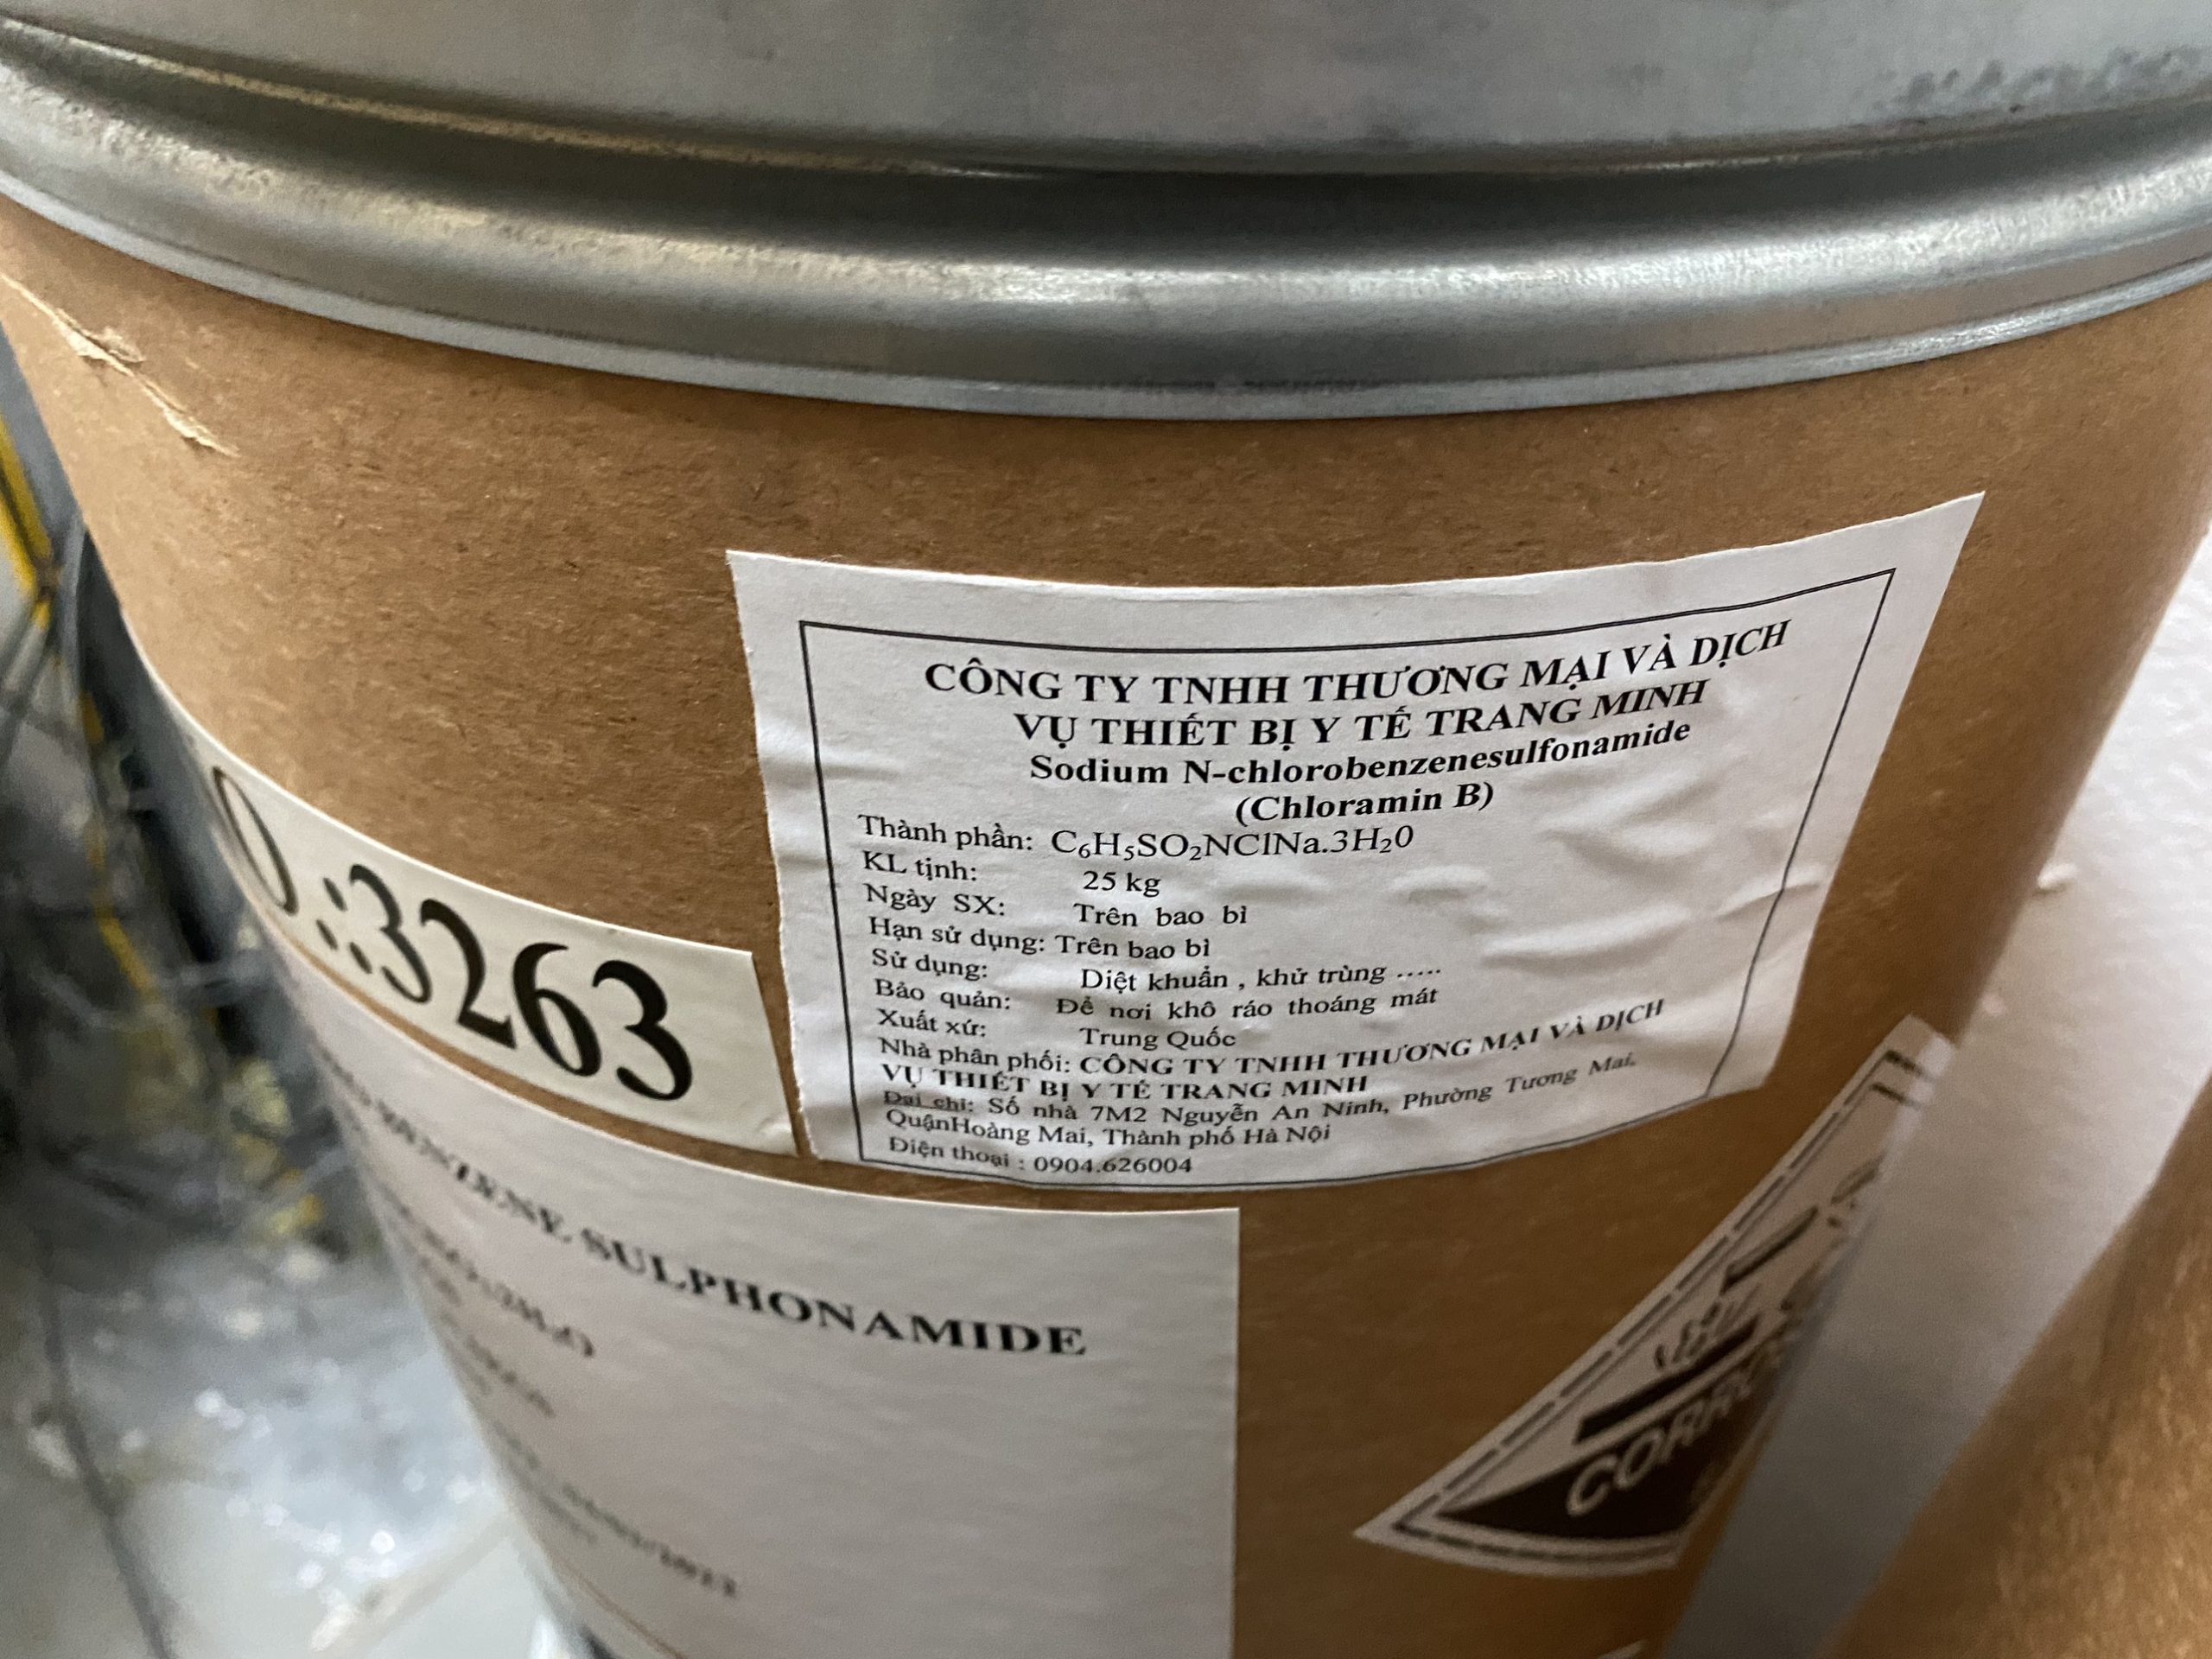 CÔNG TY TNHH THƯƠNG MẠI VÀ DỊCH
VỤ THIẾT BỊ Y TẾ TRANG MINH
Sodium N-chlorobenzenesulfonamide
(Chloramin B)
Thành phần: C₆H₅SO₂NClNa.3H₂0
KL tịnh: 25 kg
Ngày SX: Trên bao bì
Hạn sử dụng: Trên bao bì
Sử dụng: Diệt khuẩn , khử trùng .....
Bảo quản: Để nơi khô ráo thoáng mát
Xuất xứ: Trung Quốc
Nhà phân phối: CÔNG TY TNHH THƯƠNG MẠI VÀ DỊCH
VỤ THIẾT BỊ Y TẾ TRANG MINH
Đại chỉ: Số nhà 7M2 Nguyễn An Ninh, Phường Tương Mai,
QuậnHoàng Mai, Thành phố Hà Nội
Điện thoại : 0904.626004
3263
SULPHONAMIDE